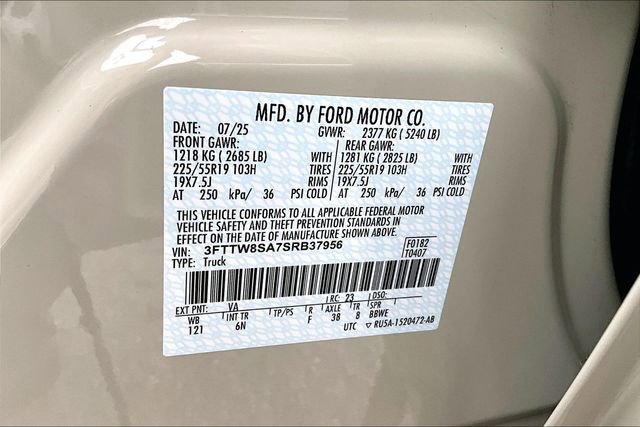 MFD. BY FORD MOTOR CO.
DATE: 07/25 GVWR: 2377 KG ( 5240 LB)
FRONT GAWR: REAR GAWR:
1218 KG ( 2685 LB) WITH 1281 KG ( 2825 LB) WITH
225/55R19 103H TIRES 225/55R19 103H TIRES
19X7.5J RIMS 19X7.5J RIMS
AT 250 kPa/ 36 PSI COLD AT 250 kPa/ 36 PSI COLD
THIS VEHICLE CONFORMS TO ALL APPLICABLE FEDERAL MOTOR
VEHICLE SAFETY AND THEFT PREVENTION STANDARDS IN
EFFECT ON THE DATE OF MANUFACTURE SHOWN ABOVE.
VIN: 3FTTW8SA7SRB37956 F0182
TYPE: Truck T0407
EXT PNT: VA RC: 23 DSO:
WB INT TR TP/PS R AXLE TR SPR
121 6N F 38 8 BBWE
UTC ▽ RU5A-1520472-AB